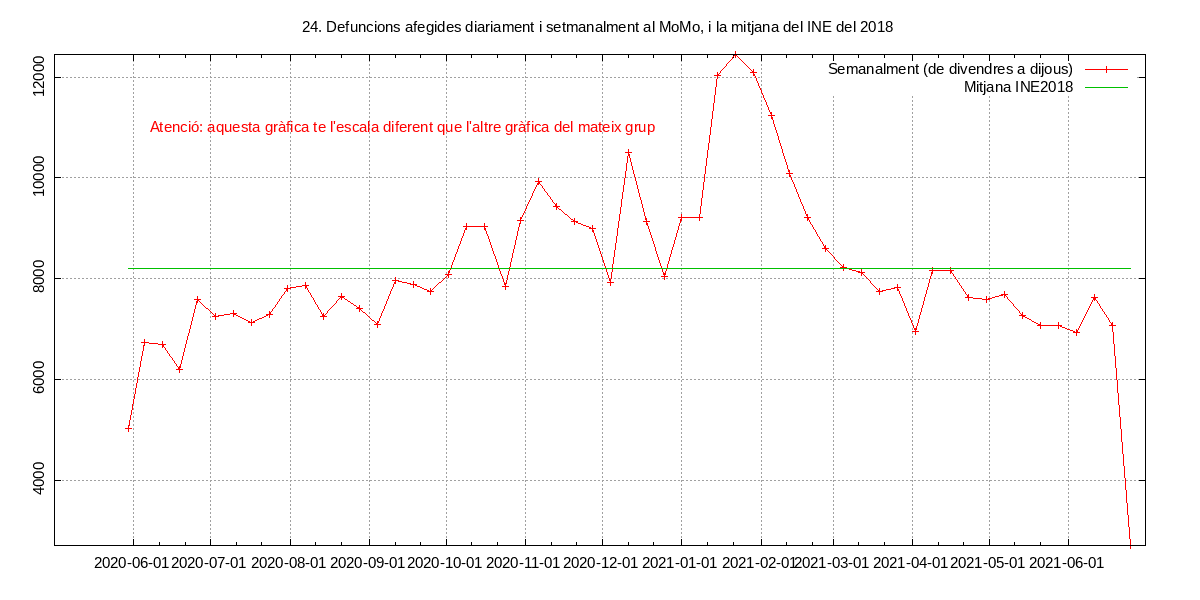 24. Defuncions afegides diariament i setmanalment al MoMo, i la mitjana del INE del 2018
Semanalment (de divendres a dijous)
Mitjana INE2018
Atenció: aquesta gràfica te l'escala diferent que l'altre gràfica del mateix grup
12000
10000
8000
6000
4000
2020-06-01 2020-07-01 2020-08-01 2020-09-01 2020-10-01 2020-11-01 2020-12-01 2021-01-01 2021-02-01 2021-03-01 2021-04-01 2021-05-01 2021-06-01